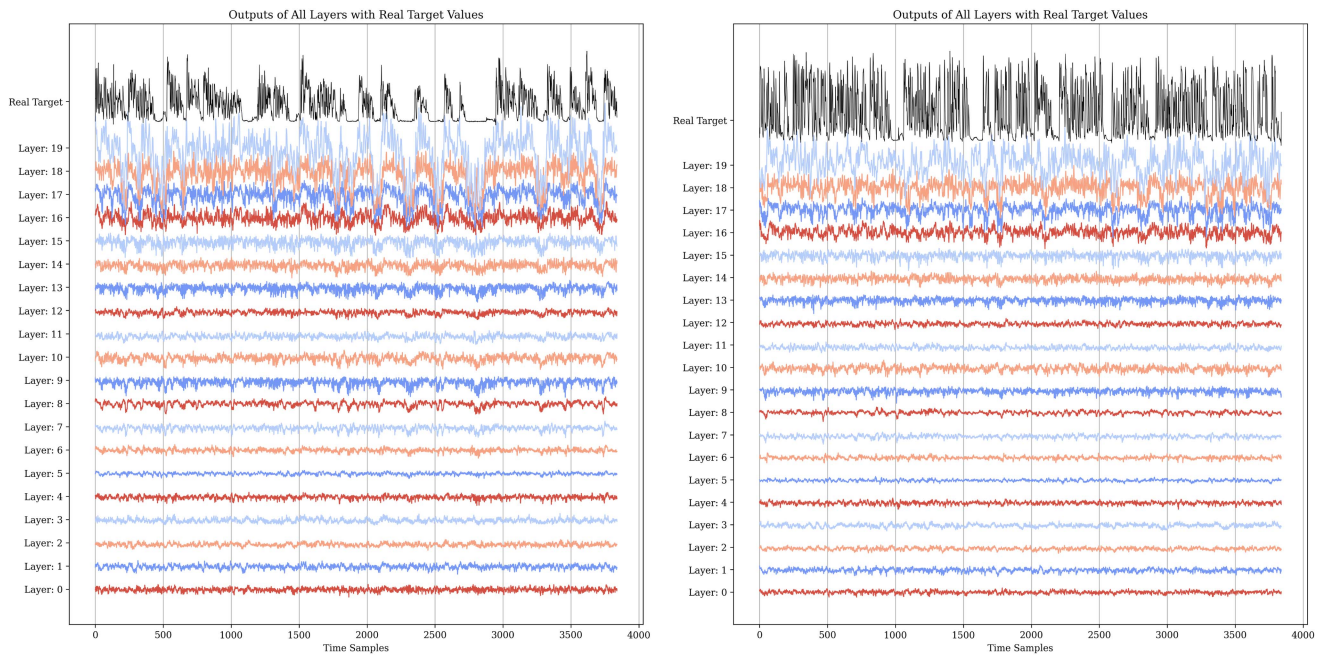 Outputs of All Layers with Real Target Values
Real Target
Layer: 19
Layer: 18
Layer: 17
Layer: 16
Layer: 15
Layer: 14
Layer: 13
Layer: 12
Layer: 11
Layer: 10
Layer: 9
Layer: 8
Layer: 7
Layer: 6
Layer: 5
Layer: 4
Layer: 3
Layer: 2
Layer: 1
Layer: 0
0 500 1000 1500 2000 2500 3000 3500 4000
Time Samples
Outputs of All Layers with Real Target Values
Real Target
Layer: 19
Layer: 18
Layer: 17
Layer: 16
Layer: 15
Layer: 14
Layer: 13
Layer: 12
Layer: 11
Layer: 10
Layer: 9
Layer: 8
Layer: 7
Layer: 6
Layer: 5
Layer: 4
Layer: 3
Layer: 2
Layer: 1
Layer: 0
0 500 1000 1500 2000 2500 3000 3500 4000
Time Samples